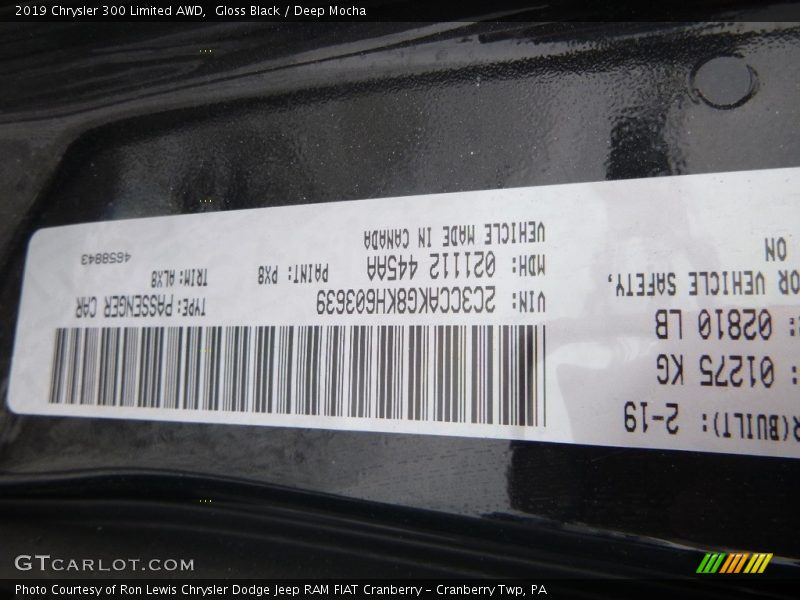 2019 Chrysler 300 Limited AWD,  Gloss Black / Deep Mocha
R(BUILT): 2-19
: 01275 KG
: 02810 LB
OR VEHICLE SAFETY,
ON
VIN: 2C3CCAKG8KH603639
TYPE: PASSENGER CAR
MDH: 021112 445AA
PAINT: PX8
TRIM: ALX8
VEHICLE MADE IN CANADA
4658843
GTCARLOT.COM
Photo Courtesy of Ron Lewis Chrysler Dodge Jeep RAM FIAT Cranberry – Cranberry Twp, PA